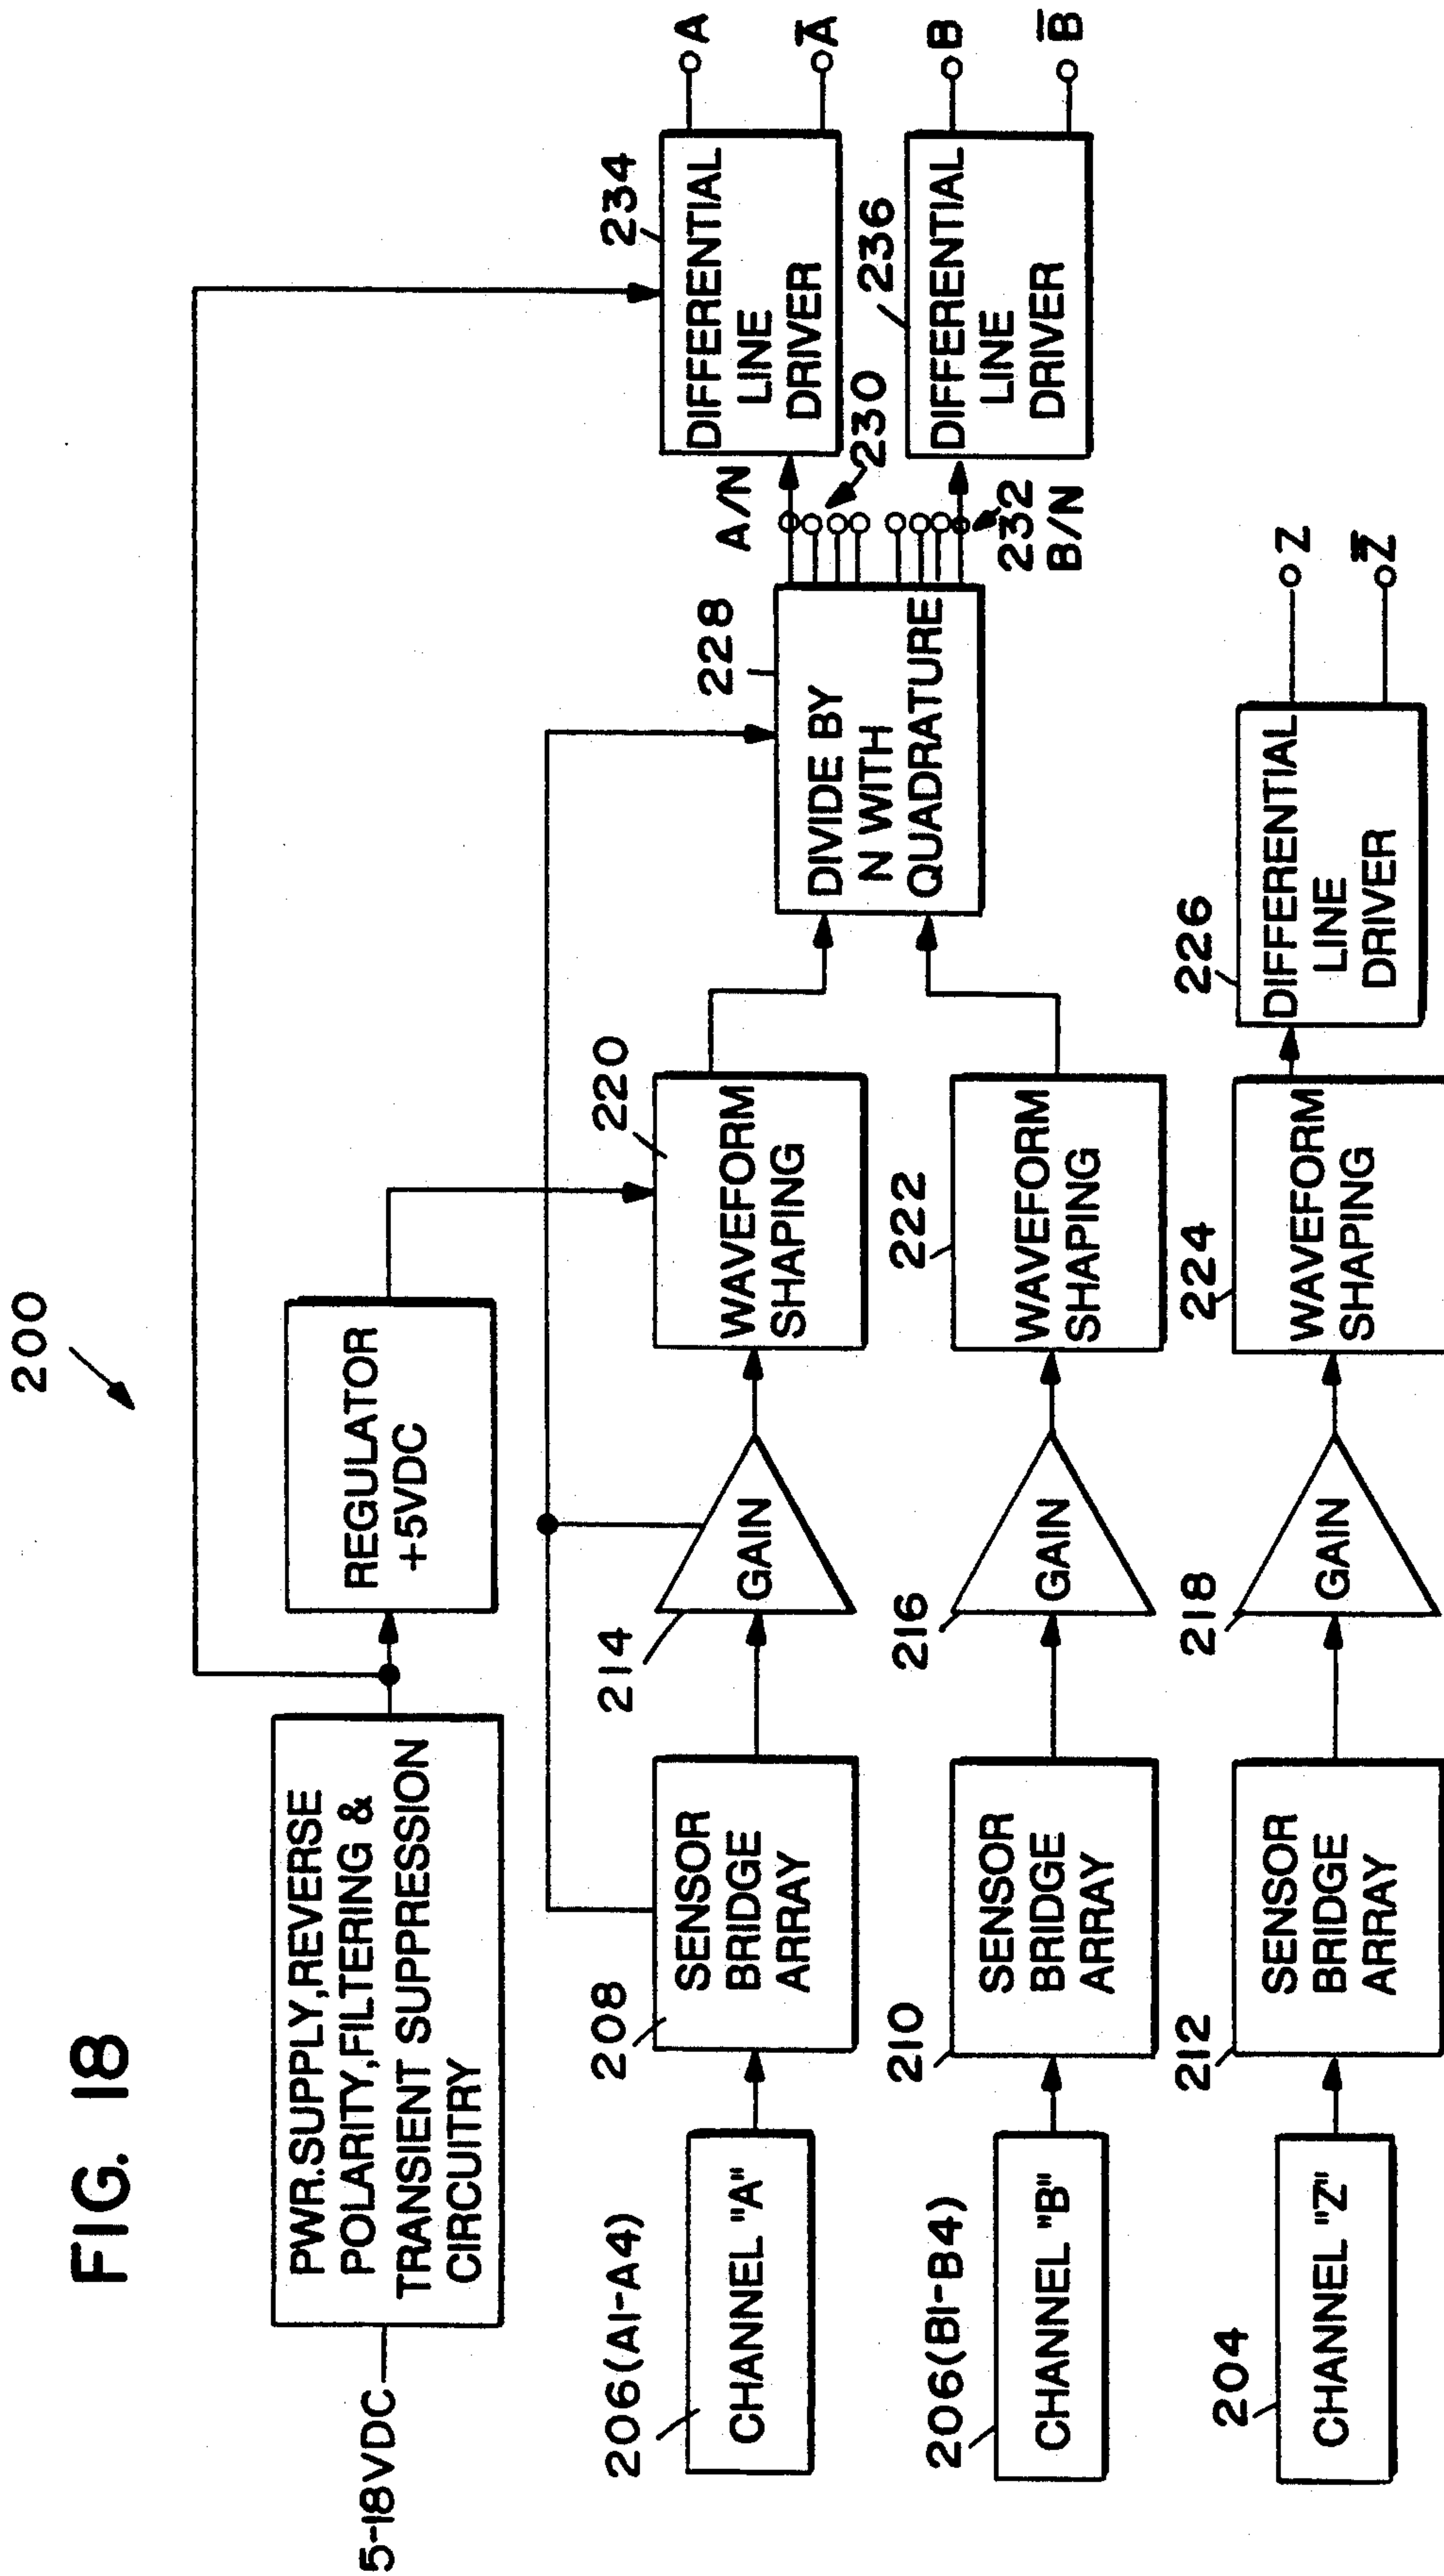 FIG. 18
200
5-18VDC
PWR.SUPPLY,REVERSE
POLARITY,FILTERING &
TRANSIENT SUPPRESSION
CIRCUITRY
REGULATOR
+5VDC
206(A1-A4)
CHANNEL "A"
208
SENSOR
BRIDGE
ARRAY
214
GAIN
220
WAVEFORM
SHAPING
228
DIVIDE BY
N WITH
QUADRATURE
A/N
230
232
B/N
234
DIFFERENTIAL
LINE
DRIVER
A
A̅
236
DIFFERENTIAL
LINE
DRIVER
B
B̅
206(B1-B4)
CHANNEL "B"
210
SENSOR
BRIDGE
ARRAY
216
GAIN
222
WAVEFORM
SHAPING
204
CHANNEL "Z"
212
SENSOR
BRIDGE
ARRAY
218
GAIN
224
WAVEFORM
SHAPING
226
DIFFERENTIAL
LINE
DRIVER
Z
Z̅